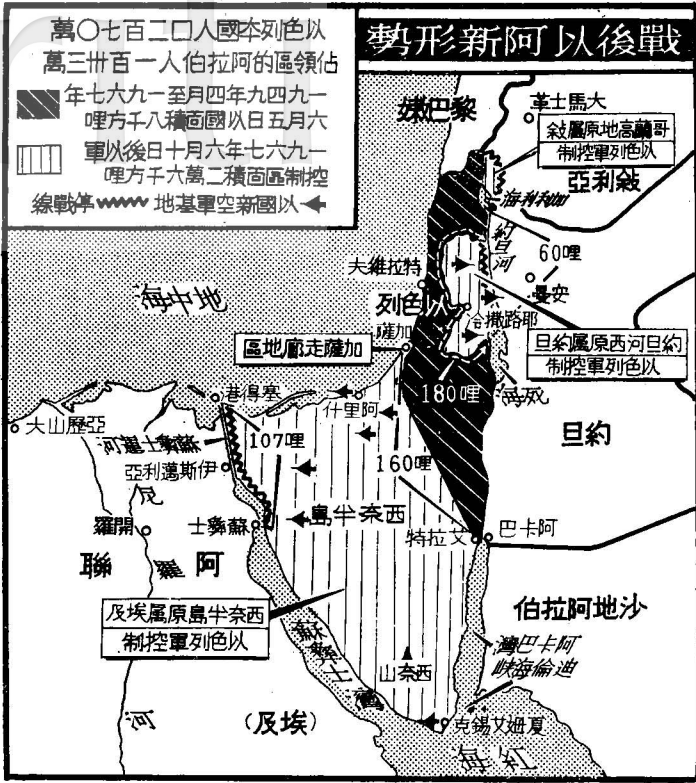 戰後以阿新形勢
以色列本國人口二百七〇萬
佔領區的阿拉伯人一百卅三萬
一九四九年四月至一九六七年
六月五日以國面積八千方哩
一九六七年六月十日後以軍
控制區面積二萬六千方哩
以國新空軍基地 停戰線
黎巴嫩
大馬士革
哥蘭高地原屬敍
以色列軍控制
敍利亞
加利利海
約旦河
60哩
安曼
特拉維夫
以色列
耶路撒冷
地中海
加薩
加薩走廊地區
約旦河西原屬約旦
以色列軍控制
180哩
死海
約旦
塞得港
阿里什
亞歷山大
蘇彝士運河
107哩
160哩
伊斯邁利亞
尼羅河
開羅
蘇彝士
西奈半島
艾拉特
阿卡巴
阿聯
(埃及)
西奈半島原屬埃及
以色列軍控制
蘇彝士灣
西奈山
沙地阿拉伯
阿卡巴灣
迪倫海峽
夏姆艾錫克
紅海